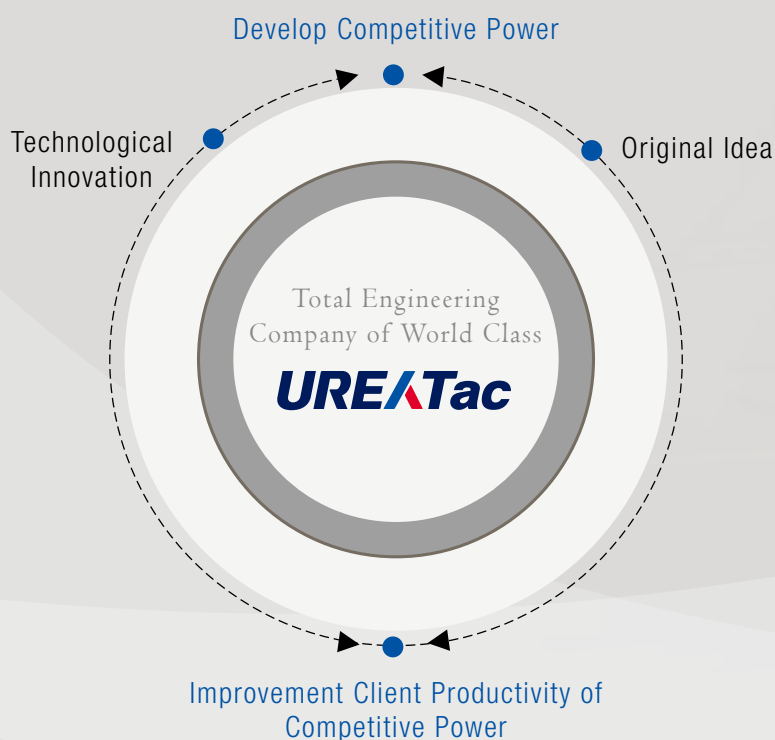 Develop Competitive Power
Technological
Innovation
Original Idea
Total Engineering
Company of World Class
UREATac
Improvement Client Productivity of
Competitive Power